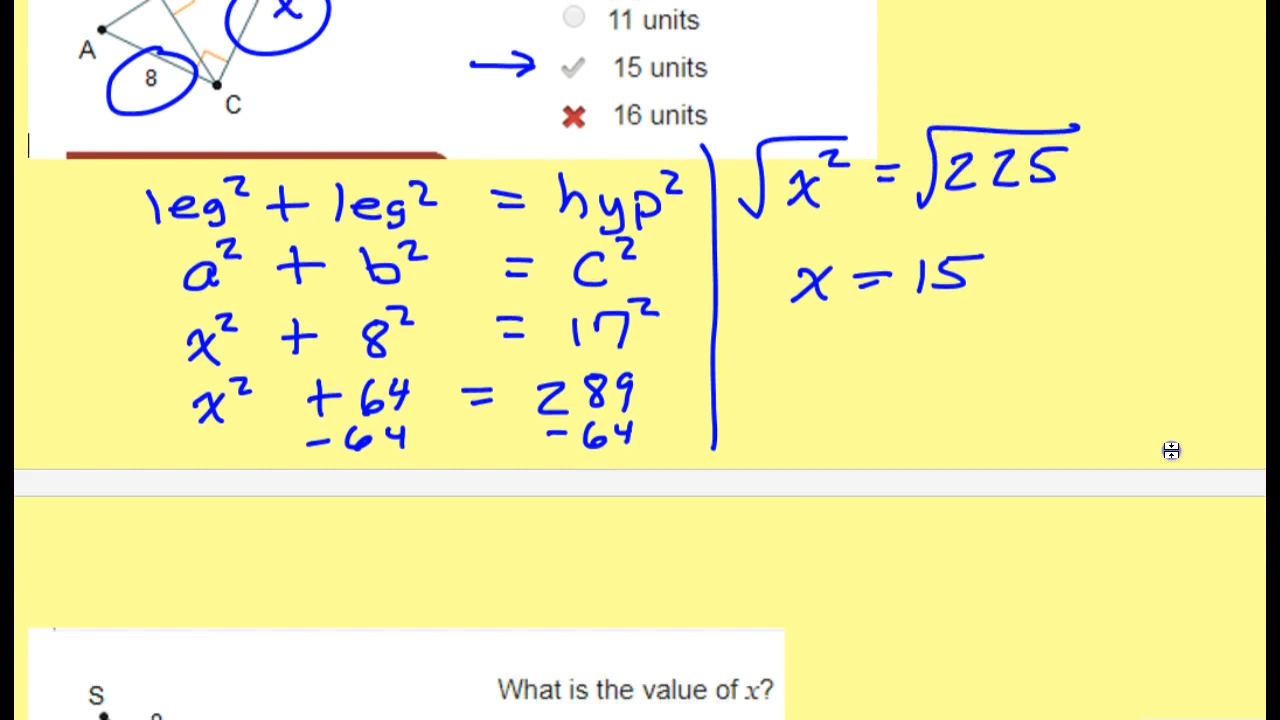 x
11 units
A
15 units
8
C
16 units
leg² + leg² = hyp²
a² + b² = c²
x² + 8² = 17²
x² + 64 = 289
-64 -64
√x² = √225
x = 15
S
What is the value of x?